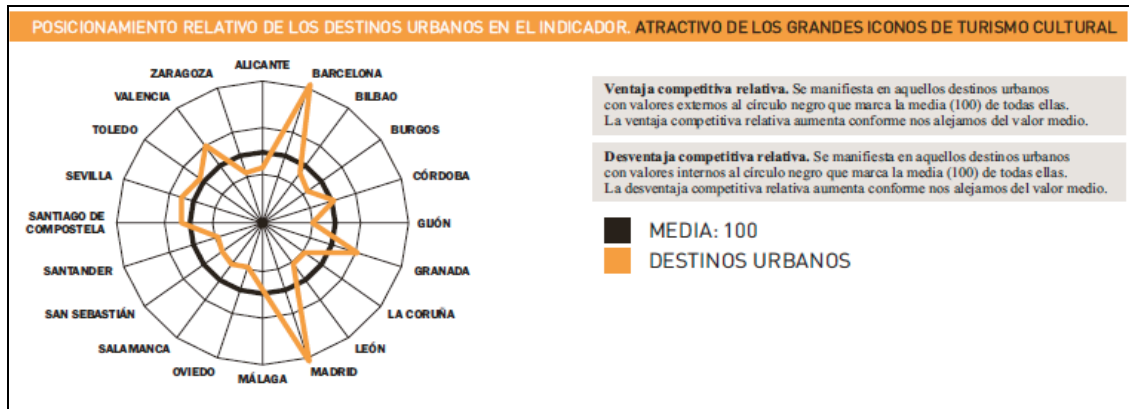 POSICIONAMIENTO RELATIVO DE LOS DESTINOS URBANOS EN EL INDICADOR. ATRACTIVO DE LOS GRANDES ICONOS DE TURISMO CULTURAL
ALICANTE
ZARAGOZA
BARCELONA
VALENCIA
BILBAO
TOLEDO
BURGOS
SEVILLA
CÓRDOBA
SANTIAGO DE
COMPOSTELA
GIJÓN
SANTANDER
GRANADA
SAN SEBASTIÁN
LA CORUÑA
SALAMANCA
LEÓN
OVIEDO
MADRID
MÁLAGA
Ventaja competitiva relativa. Se manifiesta en aquellos destinos urbanos
con valores externos al círculo negro que marca la media (100) de todas ellas.
La ventaja competitiva relativa aumenta conforme nos alejamos del valor medio.
Desventaja competitiva relativa. Se manifiesta en aquellos destinos urbanos
con valores internos al círculo negro que marca la media (100) de todas ellas.
La desventaja competitiva relativa aumenta conforme nos alejamos del valor medio.
MEDIA: 100
DESTINOS URBANOS